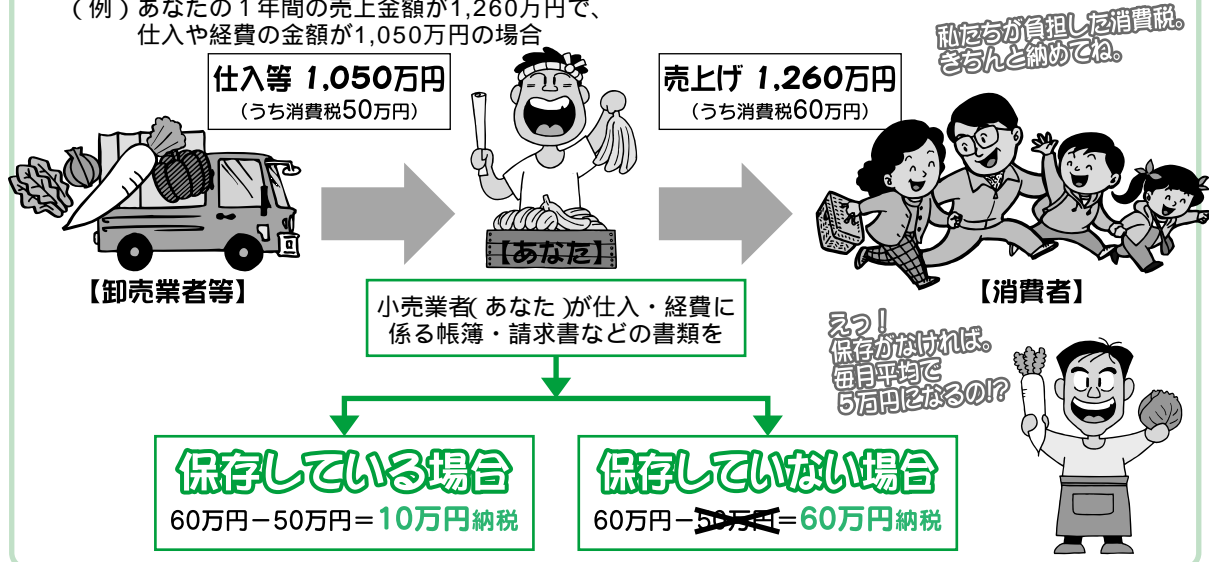 (例)あなたの1年間の売上金額が1,260万円で、
仕入や経費の金額が1,050万円の場合
私たちが負担した消費税。
きちんと納めてね。
仕入等 1,050万円
(うち消費税50万円)
売上げ 1,260万円
(うち消費税60万円)
【あなた】
【卸売業者等】
【消費者】
小売業者(あなた)が仕入・経費に
係る帳簿・請求書などの書類を
えっ!
保存がなければ。
毎月平均で
5万円になるの!?
保存している場合
60万円-50万円=10万円納税
保存していない場合
60万円-50万円=60万円納税